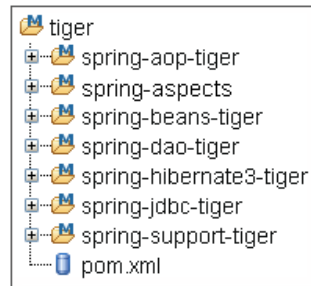 tiger
spring-aop-tiger
spring-aspects
spring-beans-tiger
spring-dao-tiger
spring-hibernate3-tiger
spring-jdbc-tiger
spring-support-tiger
pom.xml